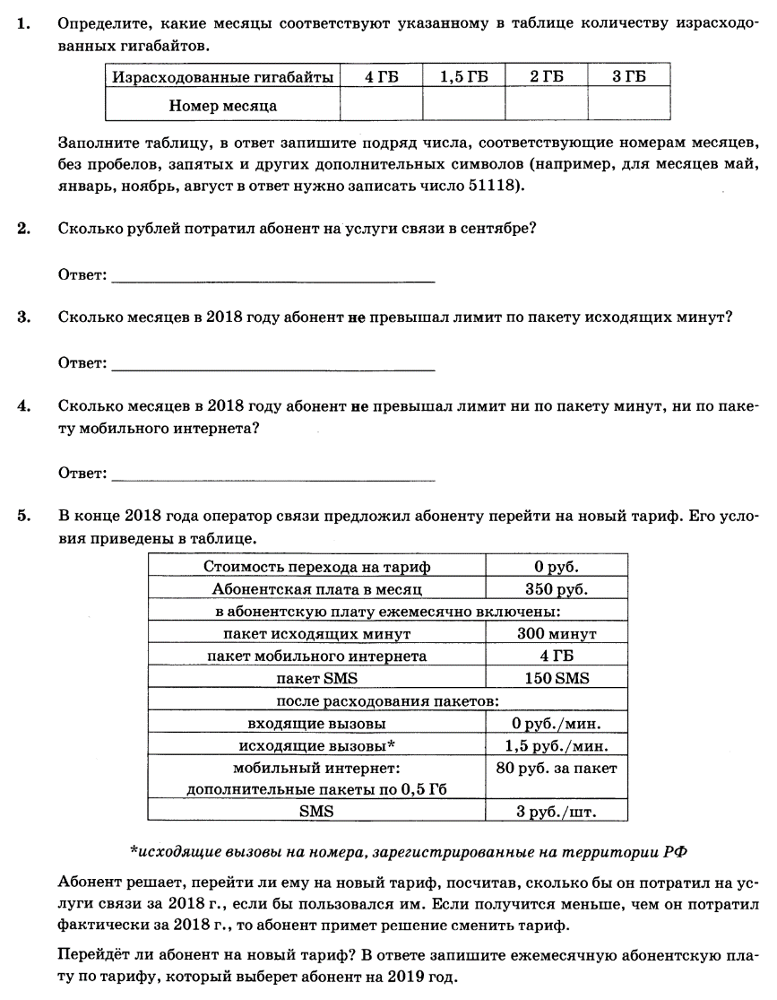 1. Определите, какие месяцы соответствуют указанному в таблице количеству израсходо-
ванных гигабайтов.
Израсходованные гигабайты 4 ГБ 1,5 ГБ 2 ГБ 3 ГБ
Номер месяца
Заполните таблицу, в ответ запишите подряд числа, соответствующие номерам месяцев,
без пробелов, запятых и других дополнительных символов (например, для месяцев май,
январь, ноябрь, август в ответ нужно записать число 51118).
2. Сколько рублей потратил абонент на услуги связи в сентябре?
Ответ:
3. Сколько месяцев в 2018 году абонент не превышал лимит по пакету исходящих минут?
Ответ:
4. Сколько месяцев в 2018 году абонент не превышал лимит ни по пакету минут, ни по паке-
ту мобильного интернета?
Ответ:
5. В конце 2018 года оператор связи предложил абоненту перейти на новый тариф. Его усло-
вия приведены в таблице.
Стоимость перехода на тариф 0 руб.
Абонентская плата в месяц 350 руб.
в абонентскую плату ежемесячно включены:
пакет исходящих минут 300 минут
пакет мобильного интернета 4 ГБ
пакет SMS 150 SMS
после расходования пакетов:
входящие вызовы 0 руб./мин.
исходящие вызовы* 1,5 руб./мин.
мобильный интернет: 80 руб. за пакет
дополнительные пакеты по 0,5 Гб
SMS 3 руб./шт.
*исходящие вызовы на номера, зарегистрированные на территории РФ
Абонент решает, перейти ли ему на новый тариф, посчитав, сколько бы он потратил на ус-
луги связи за 2018 г., если бы пользовался им. Если получится меньше, чем он потратил
фактически за 2018 г., то абонент примет решение сменить тариф.
Перейдёт ли абонент на новый тариф? В ответе запишите ежемесячную абонентскую пла-
ту по тарифу, который выберет абонент на 2019 год.